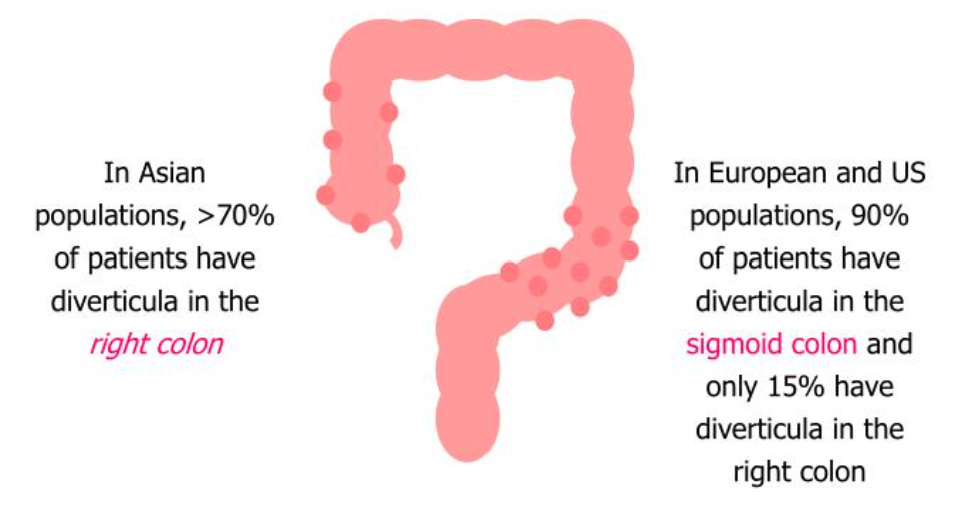 In Asian
populations, >70%
of patients have
diverticula in the
right colon
In European and US
populations, 90%
of patients have
diverticula in the
sigmoid colon and
only 15% have
diverticula in the
right colon